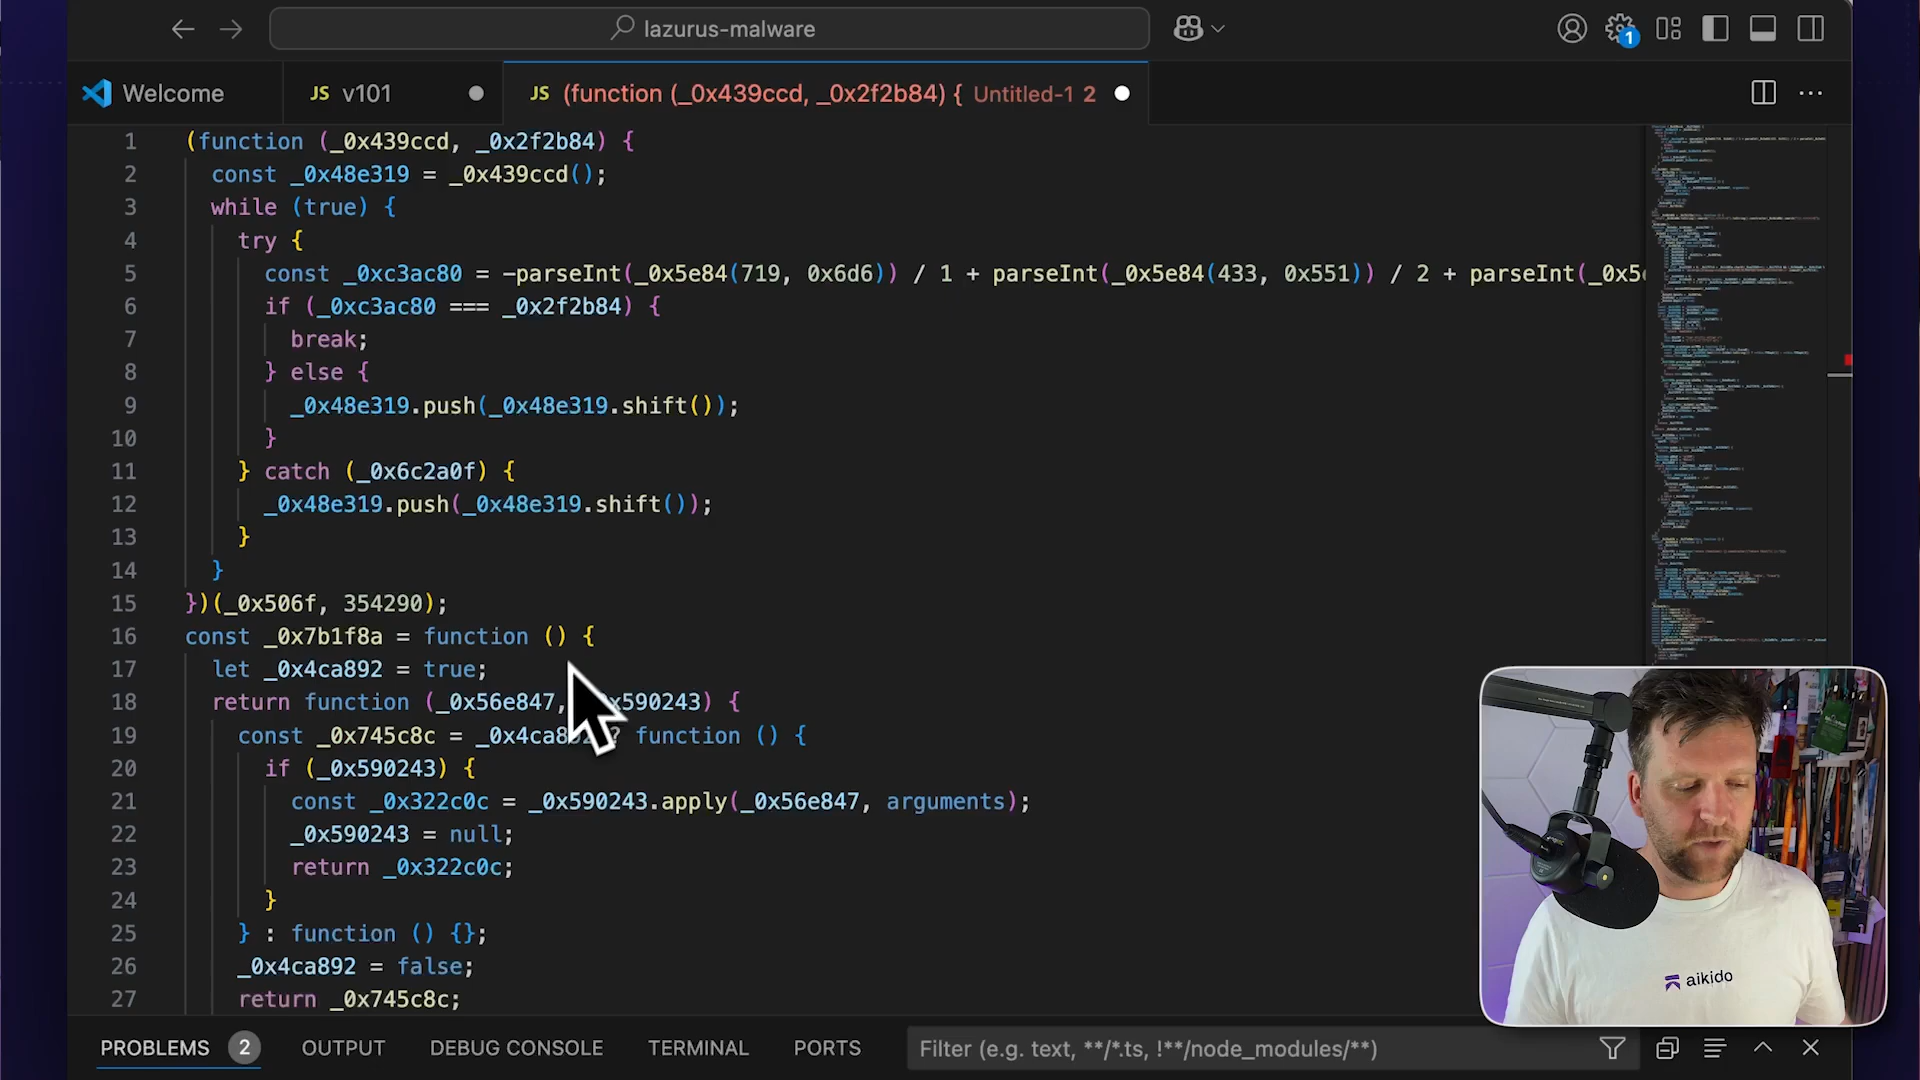 lazurus-malware
1
Welcome
JS v101
JS (function (_0x439ccd, _0x2f2b84) { Untitled-1 2
1 (function (_0x439ccd, _0x2f2b84) {
2 const _0x48e319 = _0x439ccd();
3 while (true) {
4 try {
5 const _0xc3ac80 = -parseInt(_0x5e84(719, 0x6d6)) / 1 + parseInt(_0x5e84(433, 0x551)) / 2 + parseInt(_0x5e
6 if (_0xc3ac80 === _0x2f2b84) {
7 break;
8 } else {
9 _0x48e319.push(_0x48e319.shift());
10 }
11 } catch (_0x6c2a0f) {
12 _0x48e319.push(_0x48e319.shift());
13 }
14 }
15 })(_0x506f, 354290);
16 const _0x7b1f8a = function () {
17 let _0x4ca892 = true;
18 return function (_0x56e847, x590243) {
19 const _0x745c8c = _0x4ca8 ? function () {
20 if (_0x590243) {
21 const _0x322c0c = _0x590243.apply(_0x56e847, arguments);
22 _0x590243 = null;
23 return _0x322c0c;
24 }
25 } : function () {};
26 _0x4ca892 = false;
27 return _0x745c8c;
aikido
PROBLEMS 2 OUTPUT DEBUG CONSOLE TERMINAL PORTS Filter (e.g. text, **/*.ts, !**/node_modules/**)